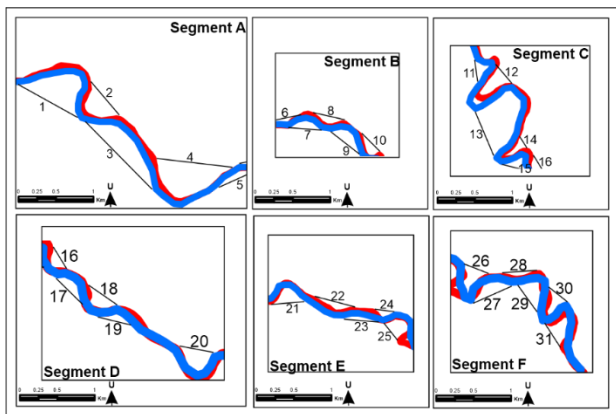 Segment A
1
2
3
4
5
0 0.25 0.5 1
Km
Segment B
6
7
8
9
10
0 0.25 0.5 1
Km
Segment C
11
12
13
14
15
16
0 0.25 0.5 1
Km
16
17
18
19
20
Segment D
0 0.25 0.5 1
Km
21
22
23
24
25
Segment E
0 0.25 0.5 1
Km
26
27
28
29
30
31
Segment F
0 0.25 0.5 1
Km